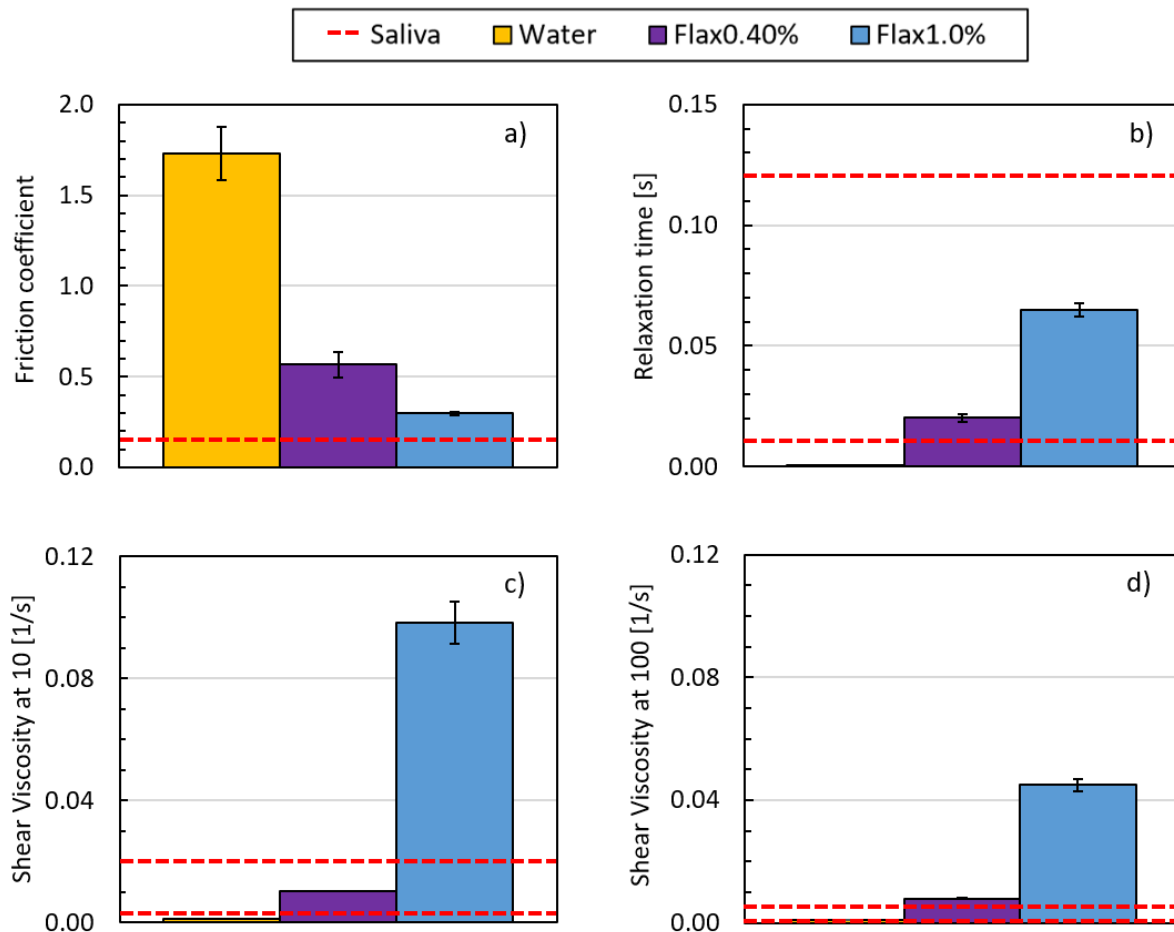 Saliva Water Flax0.40% Flax1.0%
2.0
1.5
1.0
0.5
0.0
Friction coefficient
a)
0.15
0.10
0.05
0.00
Relaxation time [s]
b)
0.12
0.08
0.04
0.00
Shear Viscosity at 10 [1/s]
c)
0.12
0.08
0.04
0.00
Shear Viscosity at 100 [1/s]
d)